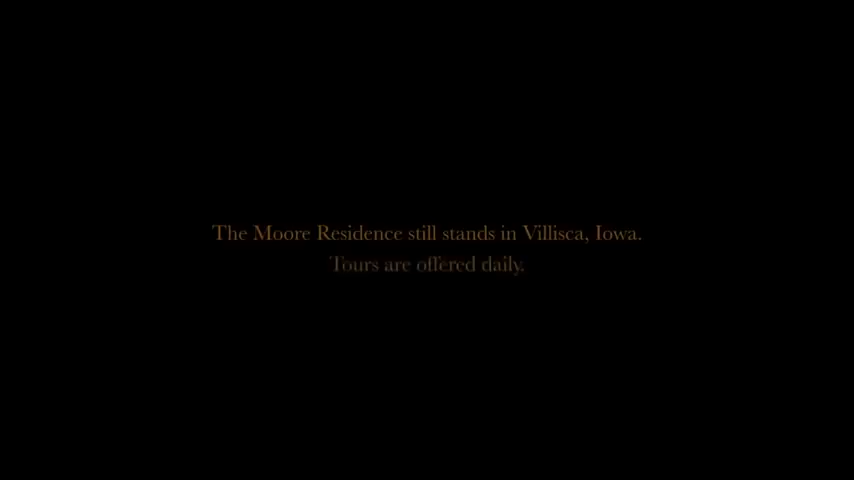 The Moore Residence still stands in Villisca, Iowa.
Tours are offered daily.